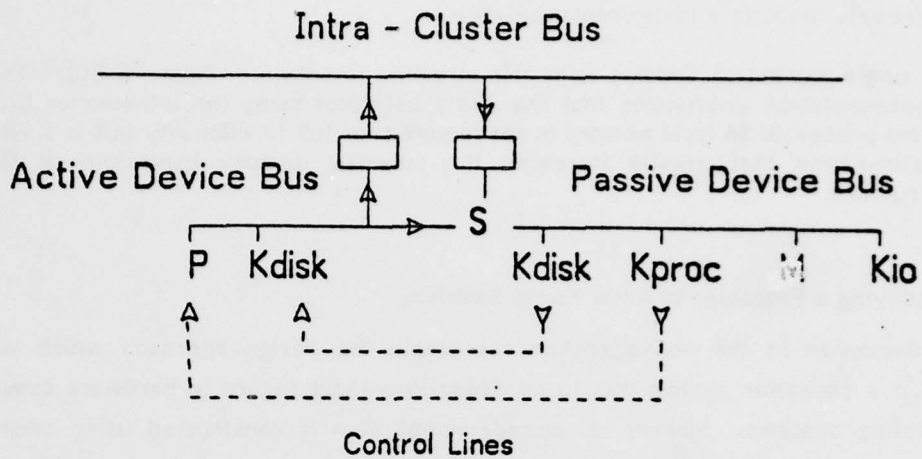 Intra - Cluster Bus
Active Device Bus
Passive Device Bus
S
P Kdisk Kdisk Kproc M Kio
Control Lines